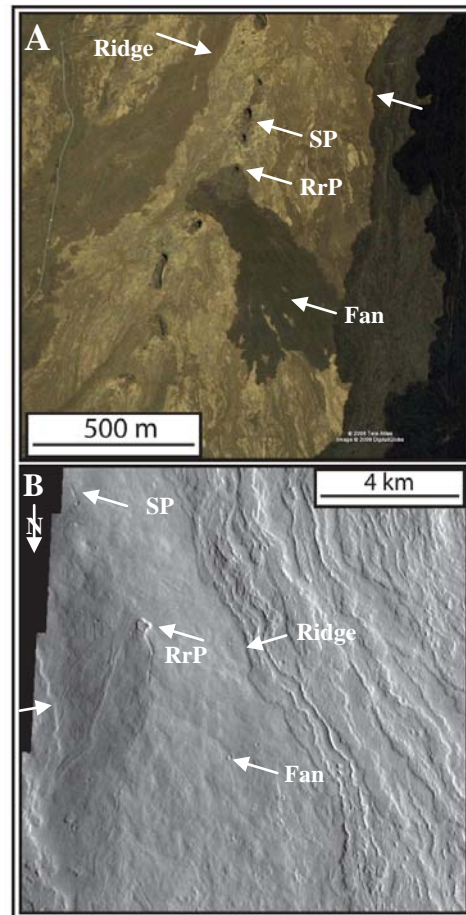 A
Ridge
SP
RrP
Fan
500 m
© 2008 Tele Atlas
Image © 2008 DigitalGlobe
B
4 km
SP
N
RrP
Ridge
Fan